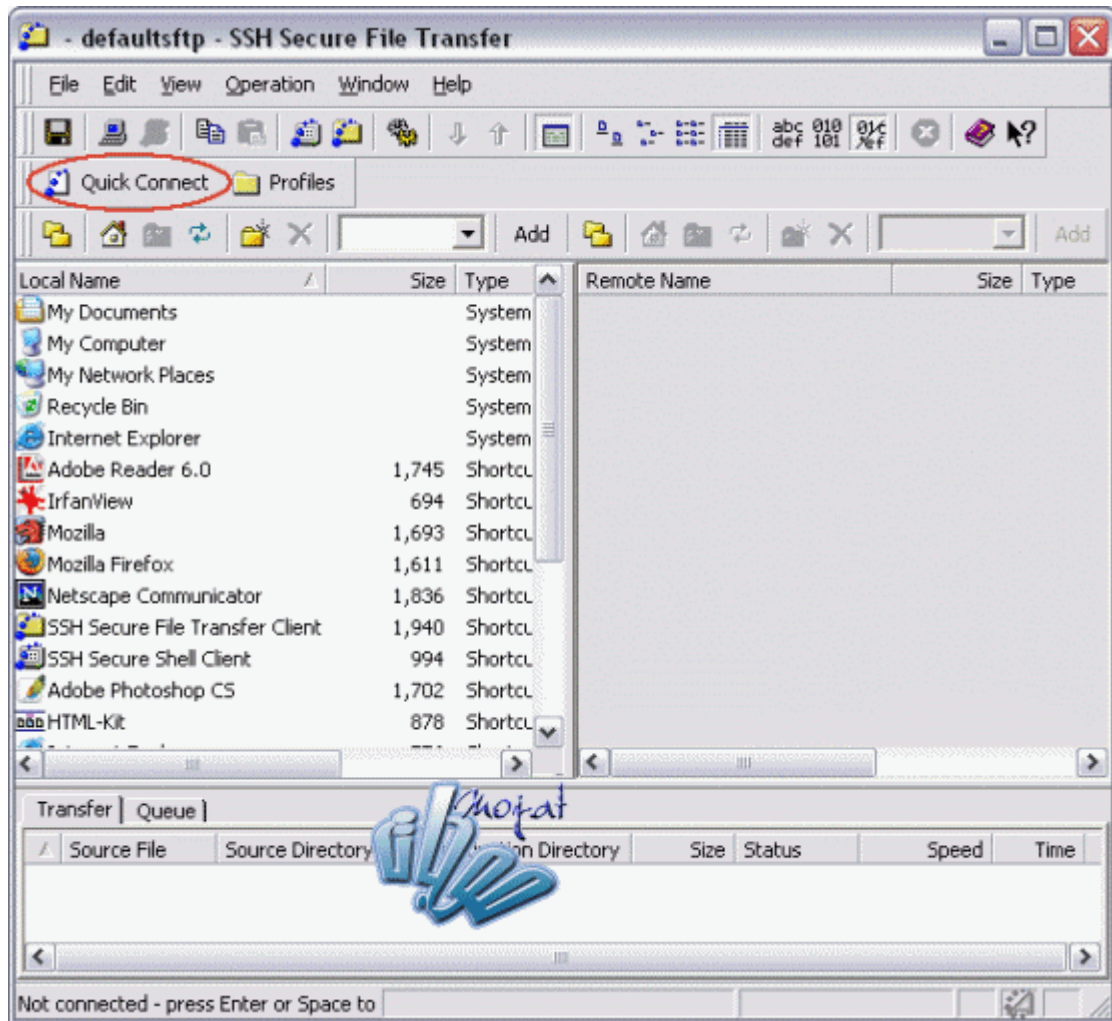 - defaultsftp - SSH Secure File Transfer
File Edit View Operation Window Help
abc def 010 101
Quick Connect Profiles
Add Add
Local Name Size Type Remote Name Size Type
My Documents System
My Computer System
My Network Places System
Recycle Bin System
Internet Explorer System
Adobe Reader 6.0 1,745 Shortcu
IrfanView 694 Shortcu
Mozilla 1,693 Shortcu
Mozilla Firefox 1,611 Shortcu
Netscape Communicator 1,836 Shortcu
SSH Secure File Transfer Client 1,940 Shortcu
SSH Secure Shell Client 994 Shortcu
Adobe Photoshop CS 1,702 Shortcu
HTML-Kit 878 Shortcu
Transfer Queue
Source File Source Directory Directory Size Status Speed Time
Not connected - press Enter or Space to